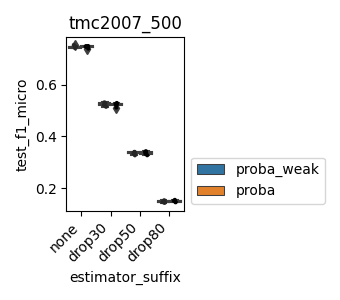 tmc2007_500
test_f1_micro
0.6
0.4
0.2
none
drop30
drop50
drop80
estimator_suffix
proba_weak
proba